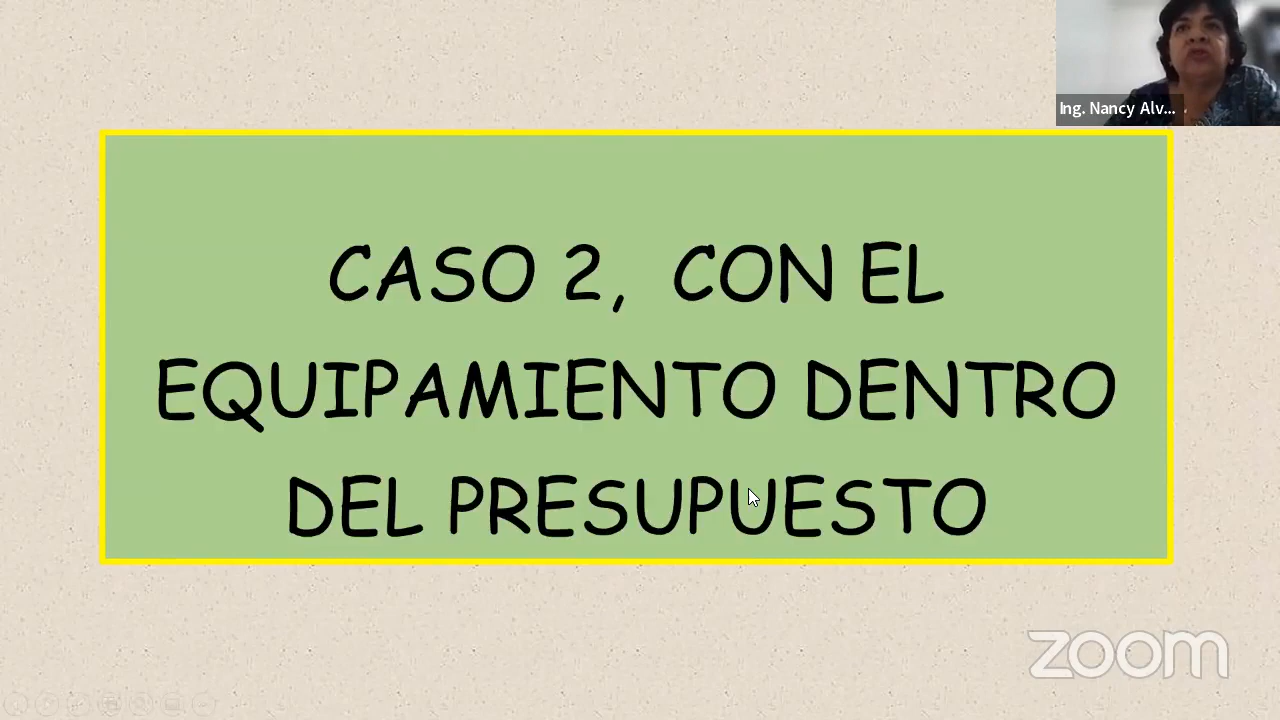 Ing. Nancy Alv...
CASO 2, CON EL
EQUIPAMIENTO DENTRO
DEL PRESUPUESTO
zoom